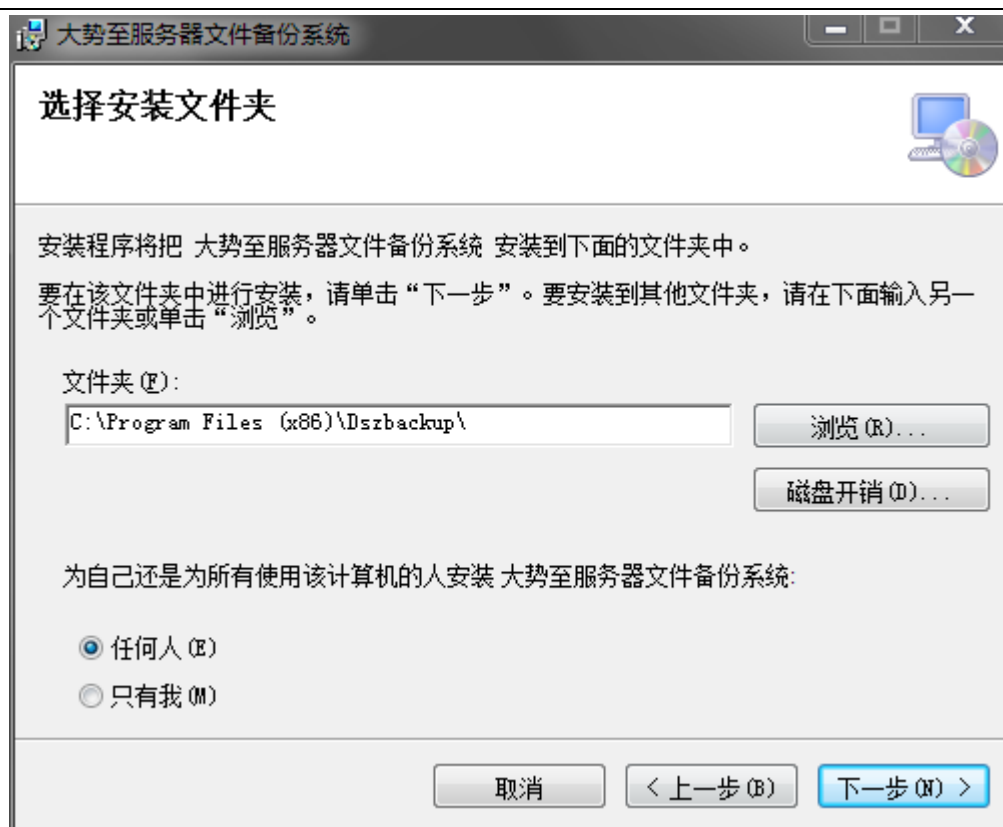 大势至服务器文件备份系统
选择安装文件夹
安装程序将把 大势至服务器文件备份系统 安装到下面的文件夹中。
要在该文件夹中进行安装，请单击“下一步”。要安装到其他文件夹，请在下面输入另一
个文件夹或单击“浏览”。
文件夹(F):
C:\Program Files (x86)\Dszbackup\
浏览(R)...
磁盘开销(D)...
为自己还是为所有使用该计算机的人安装 大势至服务器文件备份系统:
任何人(E)
只有我(M)
取消
< 上一步(B)
下一步(N) >